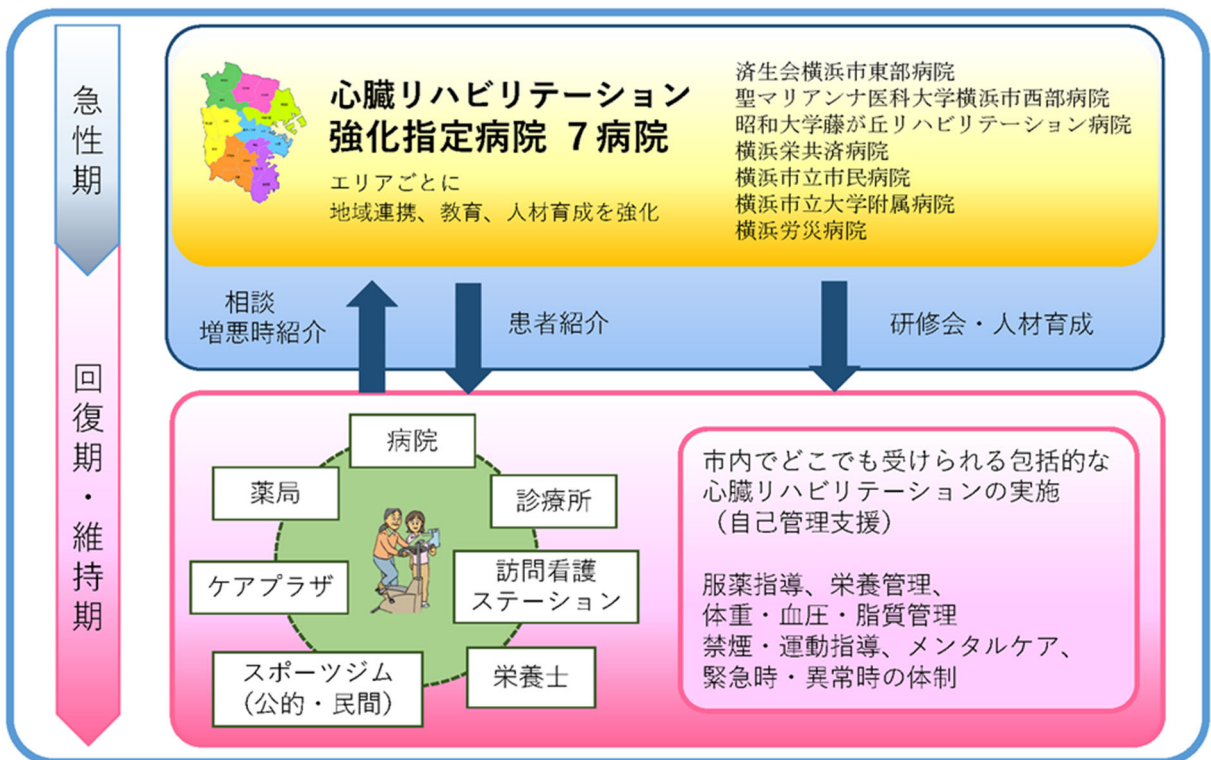 急性期
心臓リハビリテーション
強化指定病院 7病院
エリアごとに
地域連携、教育、人材育成を強化
済生会横浜市東部病院
聖マリアンナ医科大学横浜市西部病院
昭和大学藤が丘リハビリテーション病院
横浜栄共済病院
横浜市立市民病院
横浜市立大学附属病院
横浜労災病院
相談
増悪時紹介
患者紹介
研修会・人材育成
回復期・維持期
病院
薬局
診療所
ケアプラザ
訪問看護
ステーション
スポーツジム
(公的・民間)
栄養士
市内でどこでも受けられる包括的な
心臓リハビリテーションの実施
(自己管理支援)
服薬指導、栄養管理、
体重・血圧・脂質管理
禁煙・運動指導、メンタルケア、
緊急時・異常時の体制